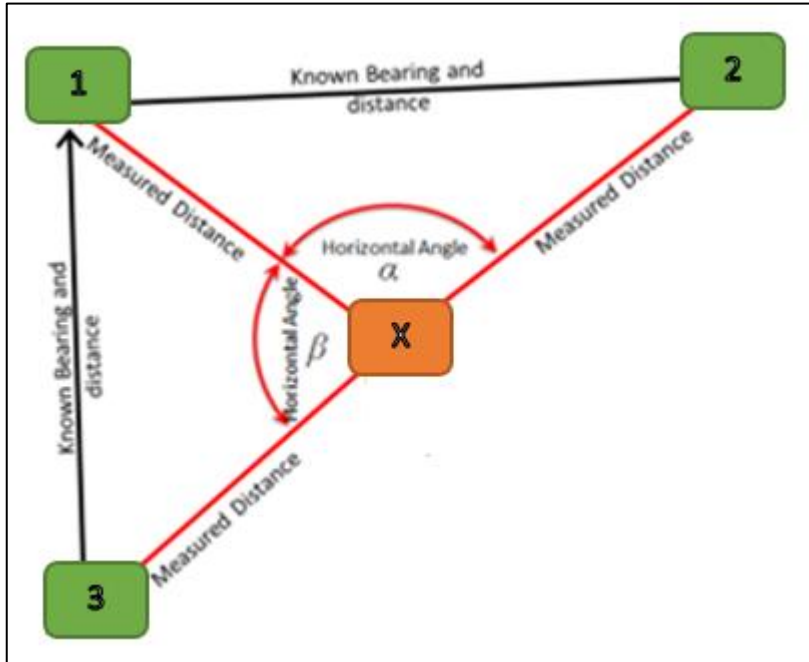 1
Known Bearing and
distance
2
Measured Distance
Measured Distance
Horizontal Angle
α
Known Bearing and
distance
Horizontal Angle
β
X
Measured Distance
3